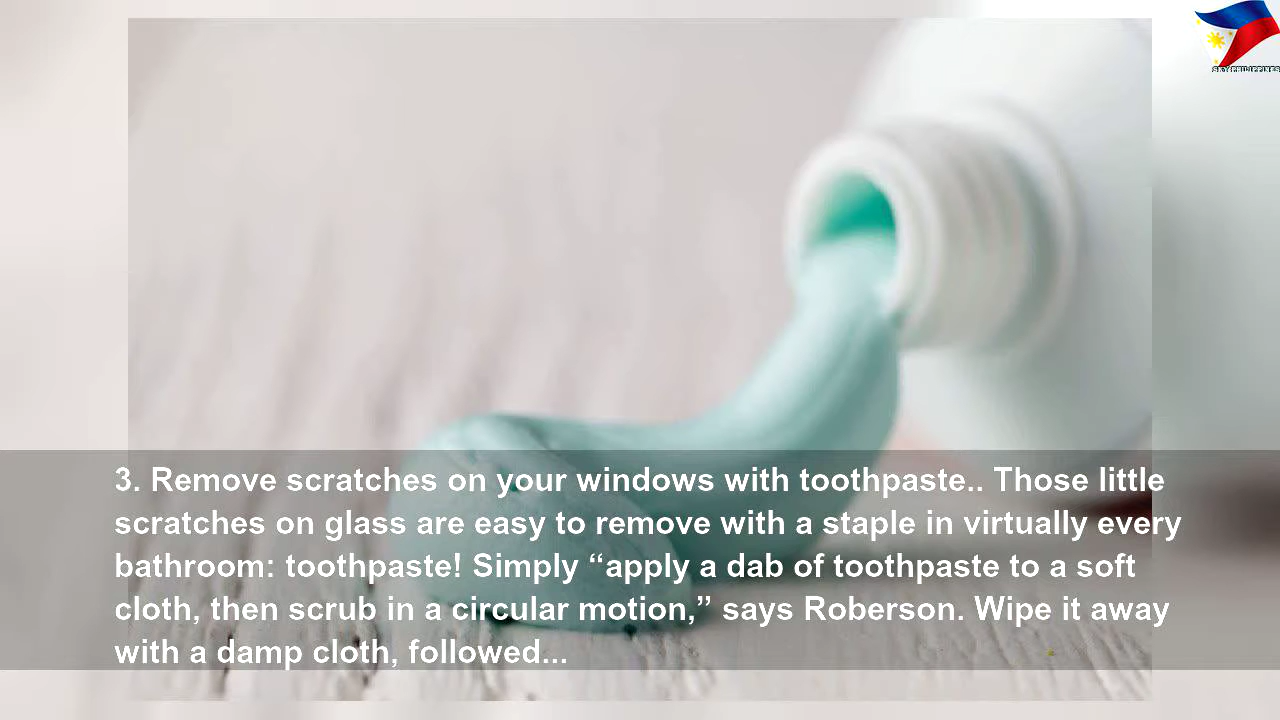 SKYPHILIPPINES
3. Remove scratches on your windows with toothpaste.. Those little
scratches on glass are easy to remove with a staple in virtually every
bathroom: toothpaste! Simply “apply a dab of toothpaste to a soft
cloth, then scrub in a circular motion,” says Roberson. Wipe it away
with a damp cloth, followed...